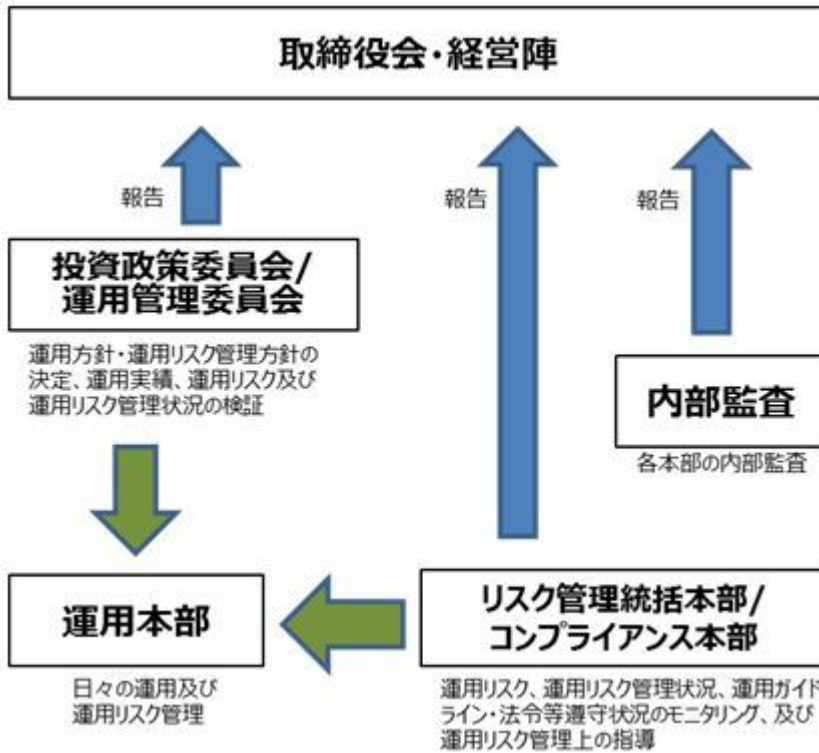 取締役会・経営陣
報告
報告
報告
投資政策委員会/
運用管理委員会
運用方針・運用リスク管理方針の
決定、運用実績、運用リスク及び
運用リスク管理状況の検証
内部監査
各本部の内部監査
運用本部
日々の運用及び
運用リスク管理
リスク管理統括本部/
コンプライアンス本部
運用リスク、運用リスク管理状況、運用ガイド
ライン・法令等遵守状況のモニタリング、及び
運用リスク管理上の指導